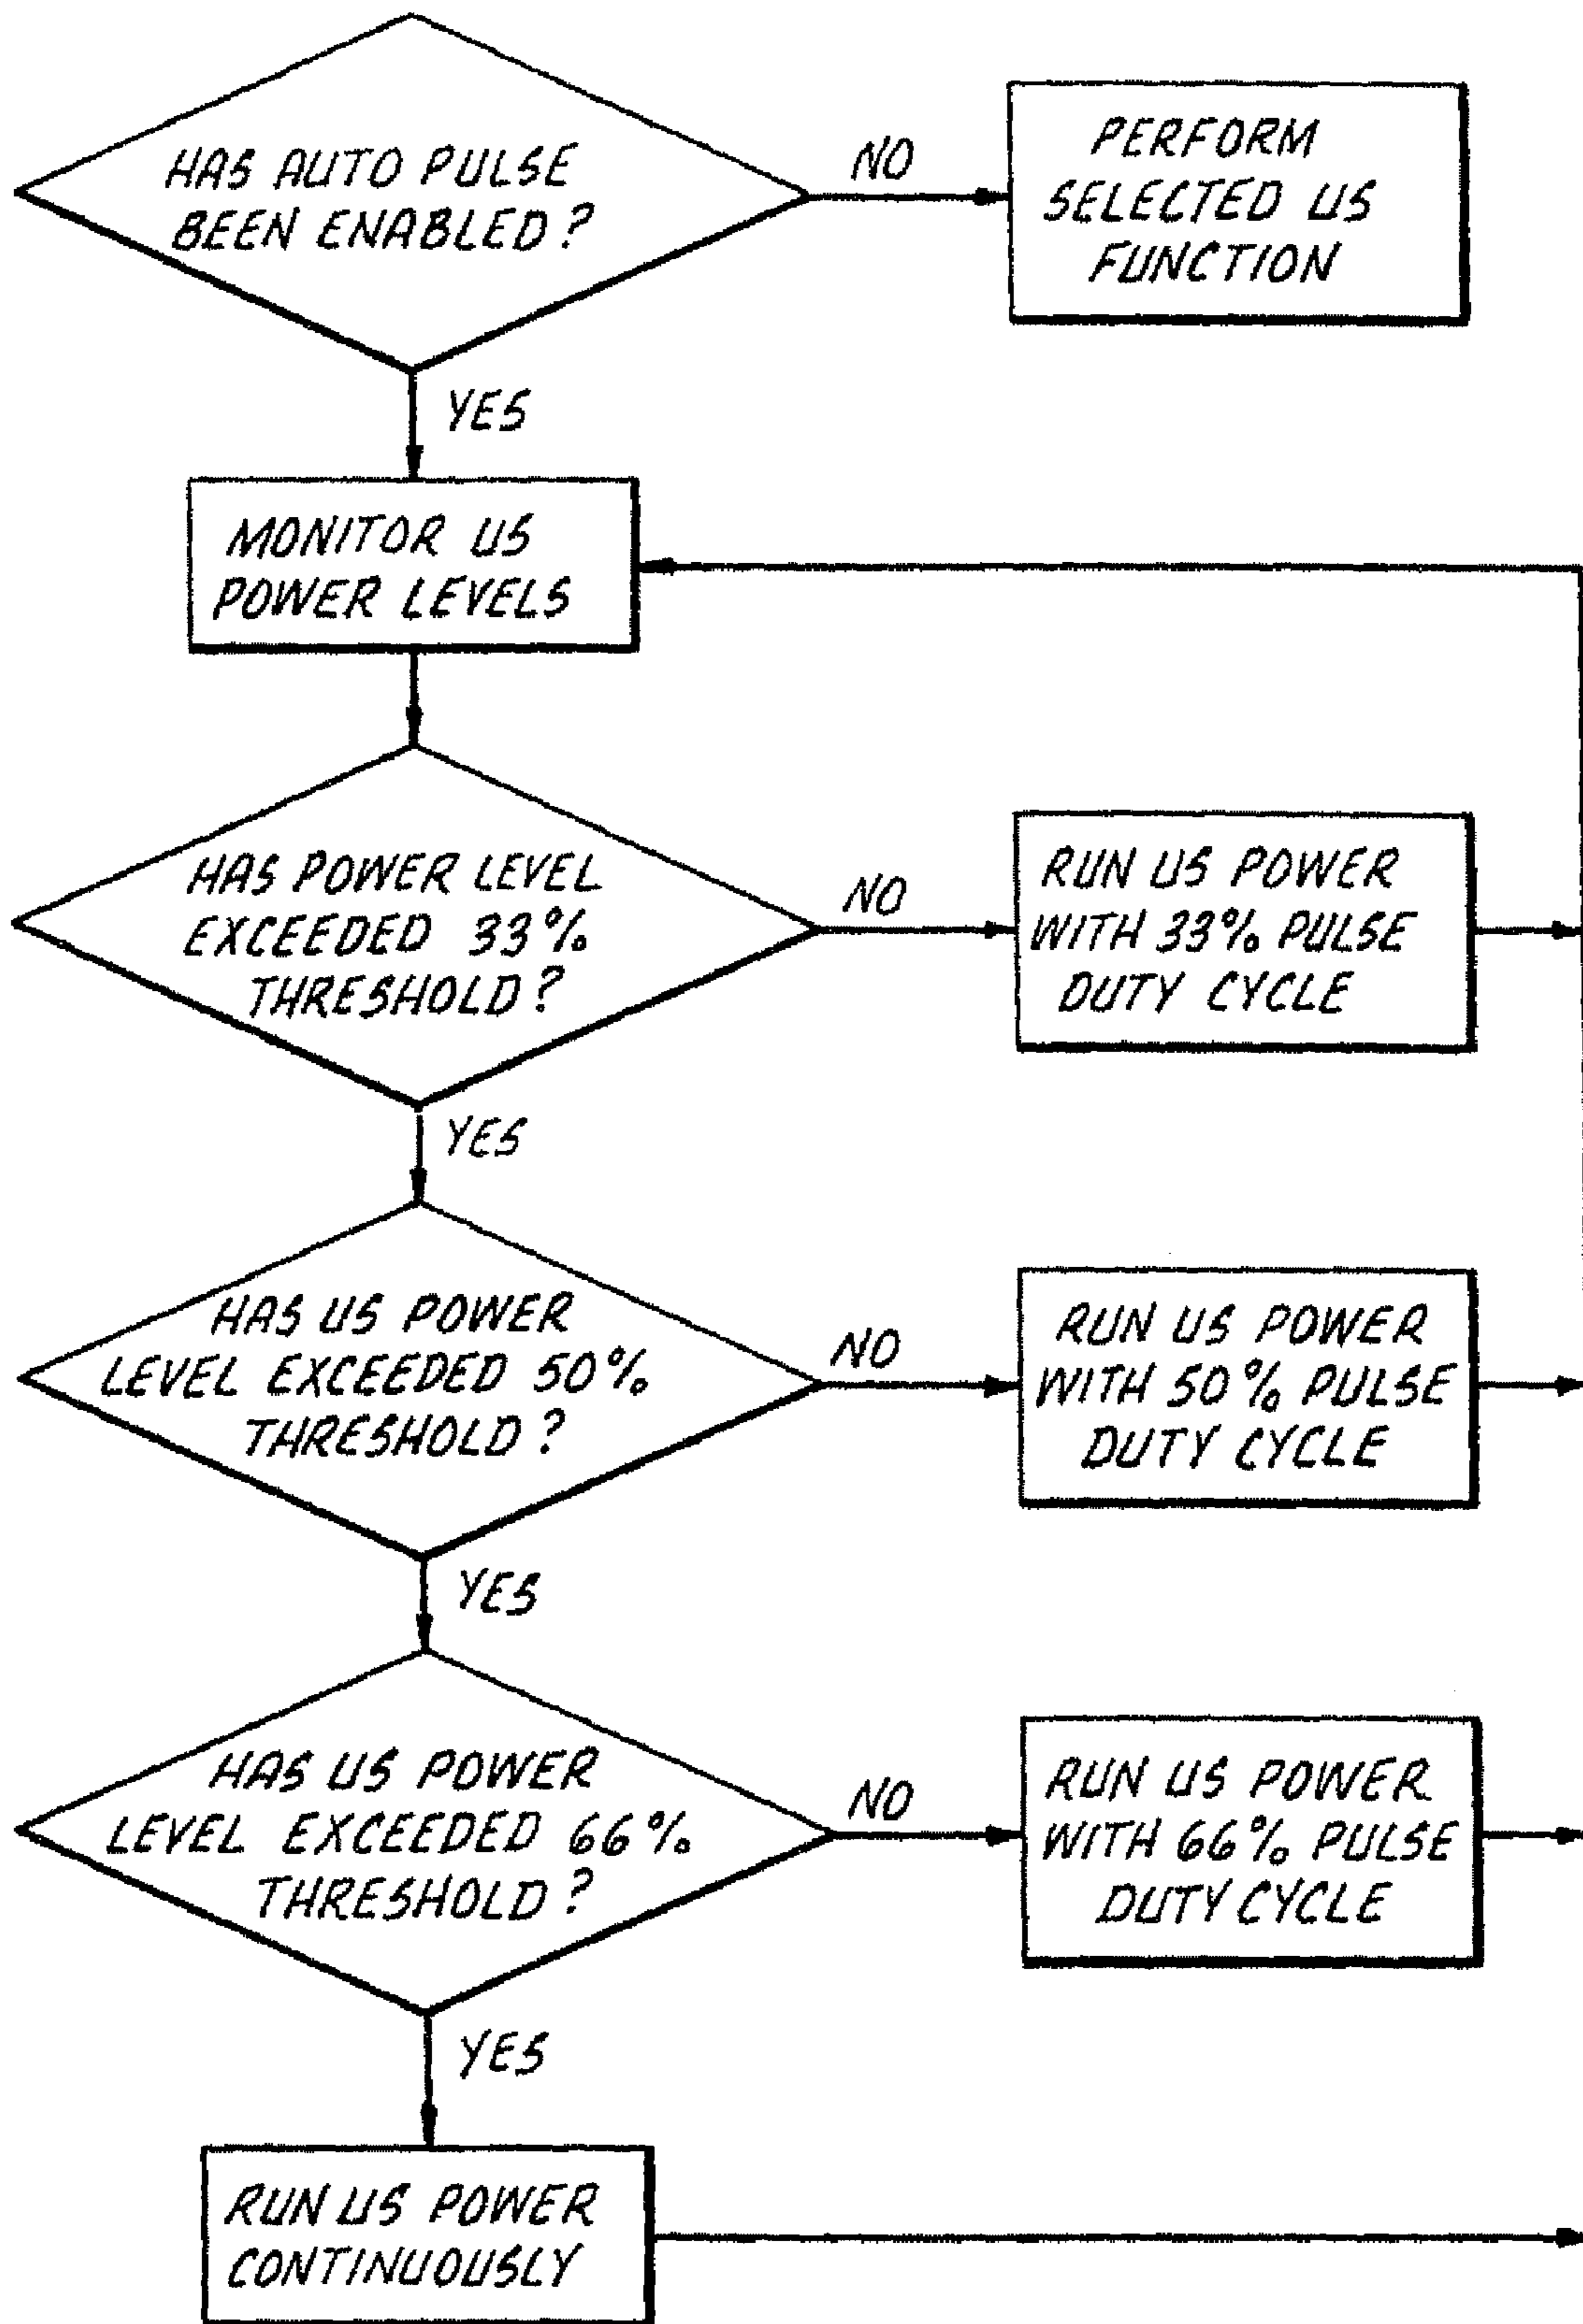 HAS AUTO PULSE
BEEN ENABLED?
NO
PERFORM
SELECTED US
FUNCTION
YES
MONITOR US
POWER LEVELS
HAS POWER LEVEL
EXCEEDED 33%
THRESHOLD?
NO
RUN US POWER
WITH 33% PULSE
DUTY CYCLE
YES
HAS US POWER
LEVEL EXCEEDED 50%
THRESHOLD?
NO
RUN US POWER
WITH 50% PULSE
DUTY CYCLE
YES
HAS US POWER
LEVEL EXCEEDED 66%
THRESHOLD?
NO
RUN US POWER
WITH 66% PULSE
DUTY CYCLE
YES
RUN US POWER
CONTINUOUSLY